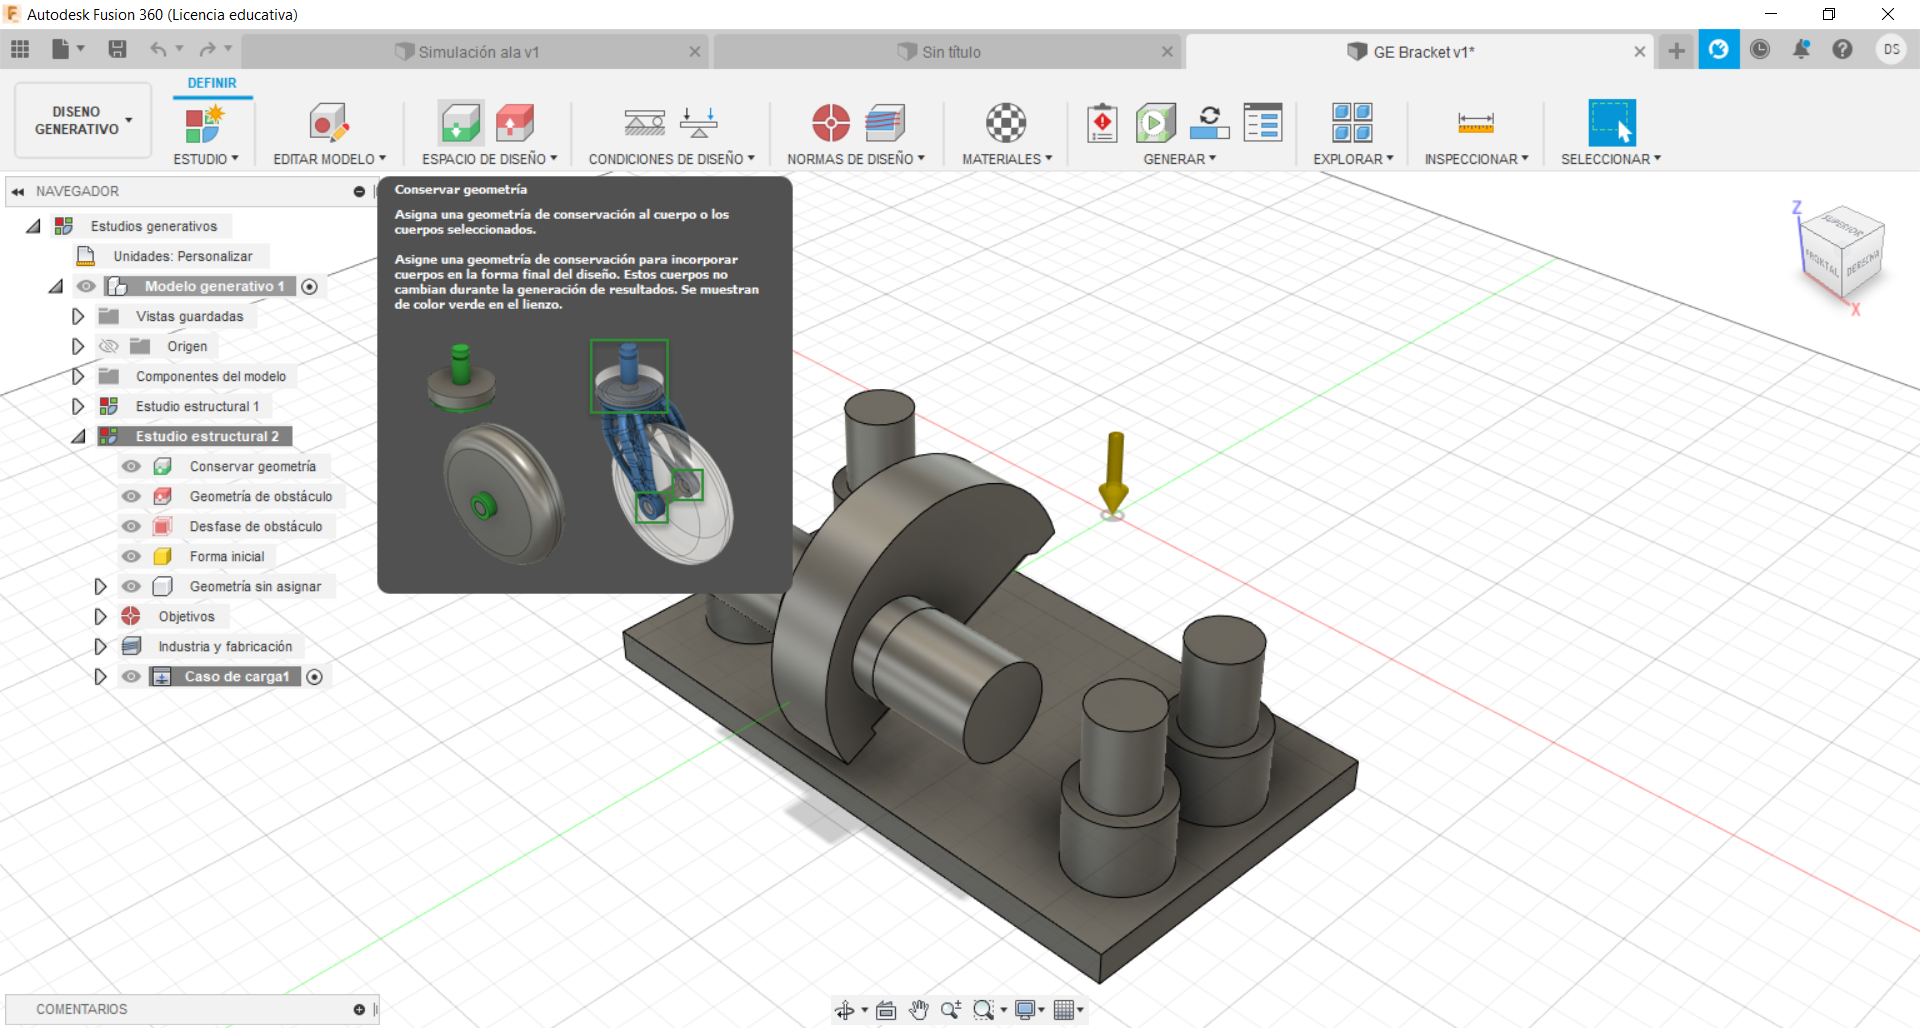 Autodesk Fusion 360 (Licencia educativa)
Simulación ala v1
Sin título
GE Bracket v1*
DS
DEFINIR
DISEÑO
GENERATIVO
ESTUDIO
EDITAR MODELO
ESPACIO DE DISEÑO
CONDICIONES DE DISEÑO
NORMAS DE DISEÑO
MATERIALES
GENERAR
EXPLORAR
INSPECCIONAR
SELECCIONAR
NAVEGADOR
Estudios generativos
Unidades: Personalizar
Modelo generativo 1
Vistas guardadas
Origen
Componentes del modelo
Estudio estructural 1
Estudio estructural 2
Conservar geometría
Geometría de obstáculo
Desfase de obstáculo
Forma inicial
Geometría sin asignar
Objetivos
Industria y fabricación
Caso de carga1
Conservar geometría
Asigna una geometría de conservación al cuerpo o los
cuerpos seleccionados.
Asigne una geometría de conservación para incorporar
cuerpos en la forma final del diseño. Estos cuerpos no
cambian durante la generación de resultados. Se muestran
de color verde en el lienzo.
Z
SUPERIOR
FRONTAL
DERECHA
X
COMENTARIOS